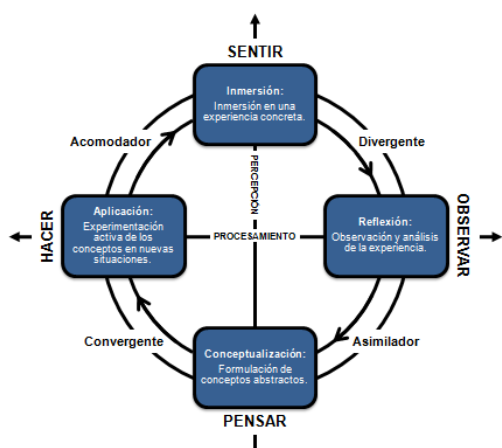 SENTIR
Inmersión:
Inmersión en una
experiencia concreta.
Acomodador
Divergente
PERCEPCIÓN
HACER
Aplicación:
Experimentación
activa de los
conceptos en nuevas
situaciones.
PROCESAMIENTO
Reflexión:
Observación y análisis
de la experiencia.
OBSERVAR
Convergente
Asimilador
Conceptualización:
Formulación de
conceptos abstractos.
PENSAR